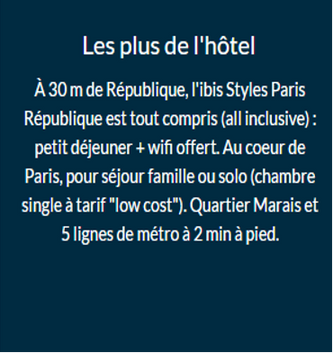 Les plus de l'hôtel
À 30 m de République, l'ibis Styles Paris
République est tout compris (all inclusive) :
petit déjeuner + wifi offert. Au coeur de
Paris, pour séjour famille ou solo (chambre
single à tarif "low cost"). Quartier Marais et
5 lignes de métro à 2 min à pied.